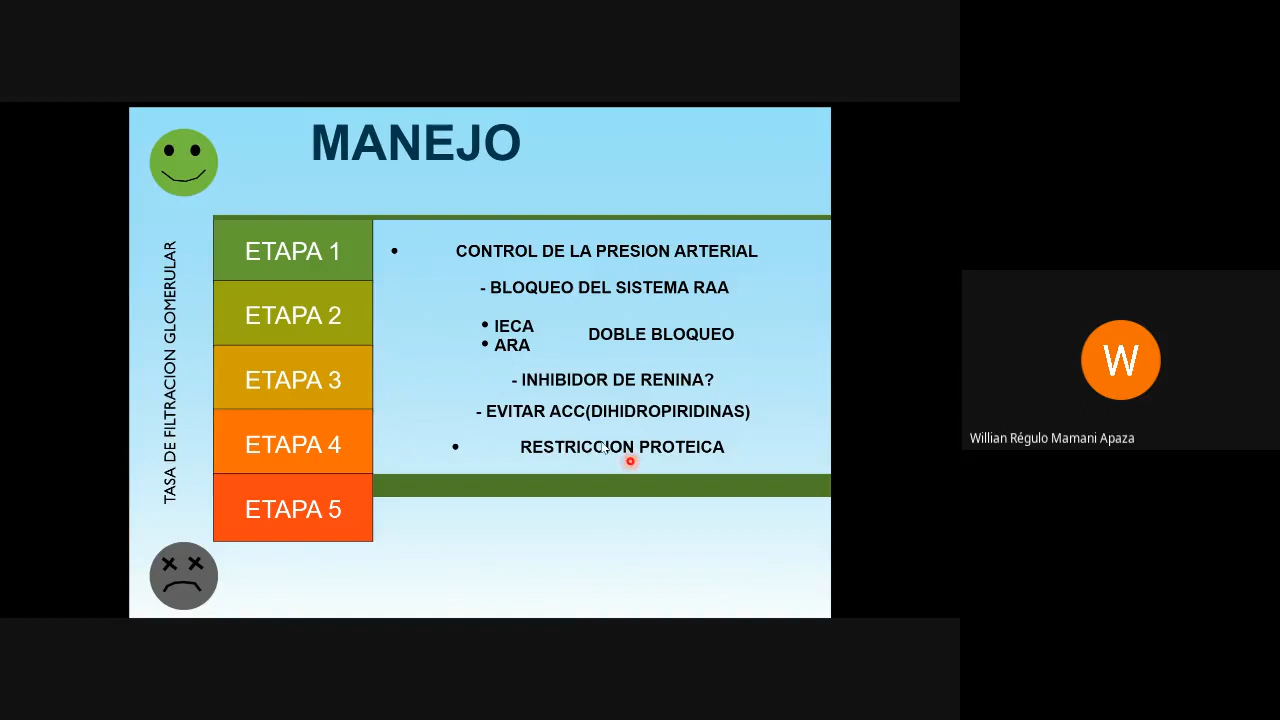 MANEJO
TASA DE FILTRACION GLOMERULAR
ETAPA 1
ETAPA 2
ETAPA 3
ETAPA 4
ETAPA 5
• CONTROL DE LA PRESION ARTERIAL
- BLOQUEO DEL SISTEMA RAA
• IECA
• ARA
DOBLE BLOQUEO
- INHIBIDOR DE RENINA?
- EVITAR ACC(DIHIDROPIRIDINAS)
• RESTRICCION PROTEICA
W
Willian Régulo Mamani Apaza